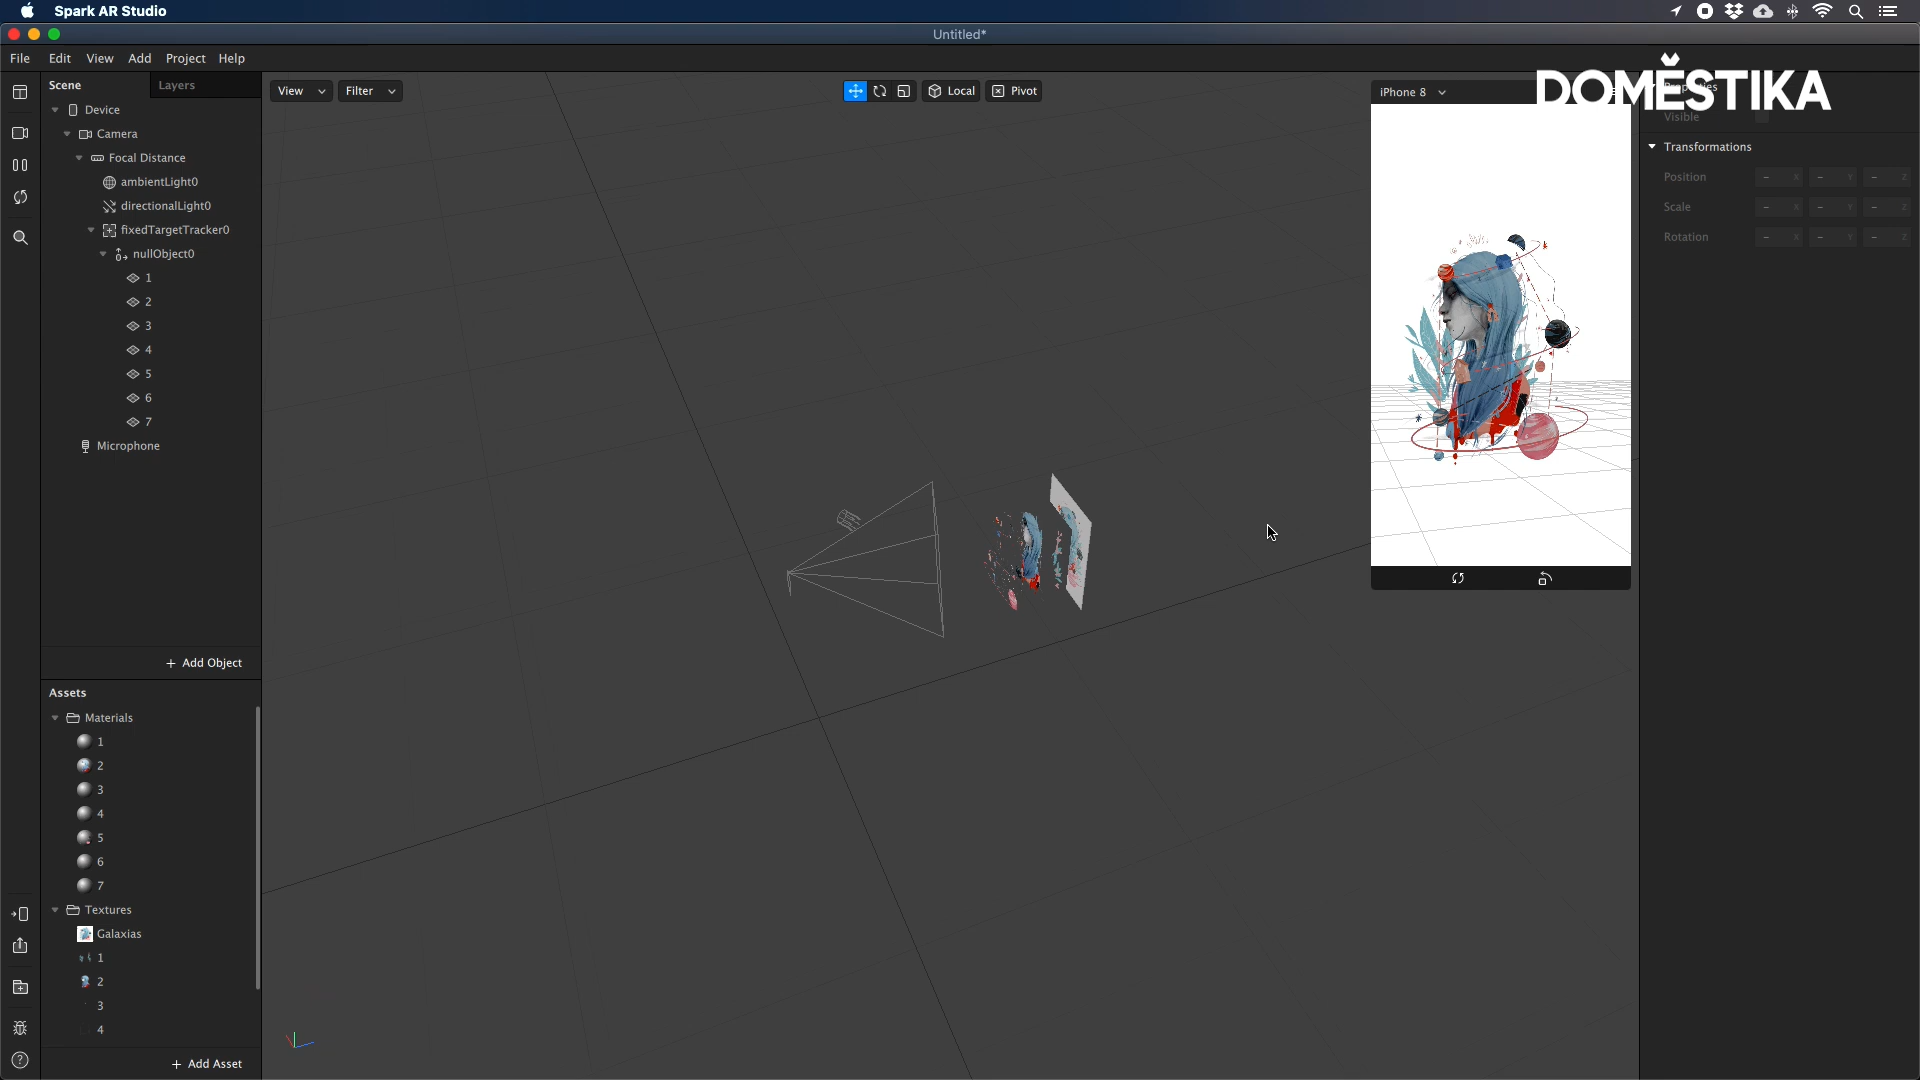 Spark AR Studio
Untitled*
File Edit View Add Project Help
DOMĚSTIKA
Scene Layers
View Filter Local Pivot iPhone 8
Device
Camera
Focal Distance
ambientLight0
directionalLight0
fixedTargetTracker0
nullObject0
1
2
3
4
5
6
7
Microphone
+ Add Object
Visible
Transformations
Position - X - Y - Z
Scale - X - Y - Z
Rotation - X - Y - Z
Assets
Materials
1
2
3
4
5
6
7
Textures
Galaxias
1
2
3
4
+ Add Asset